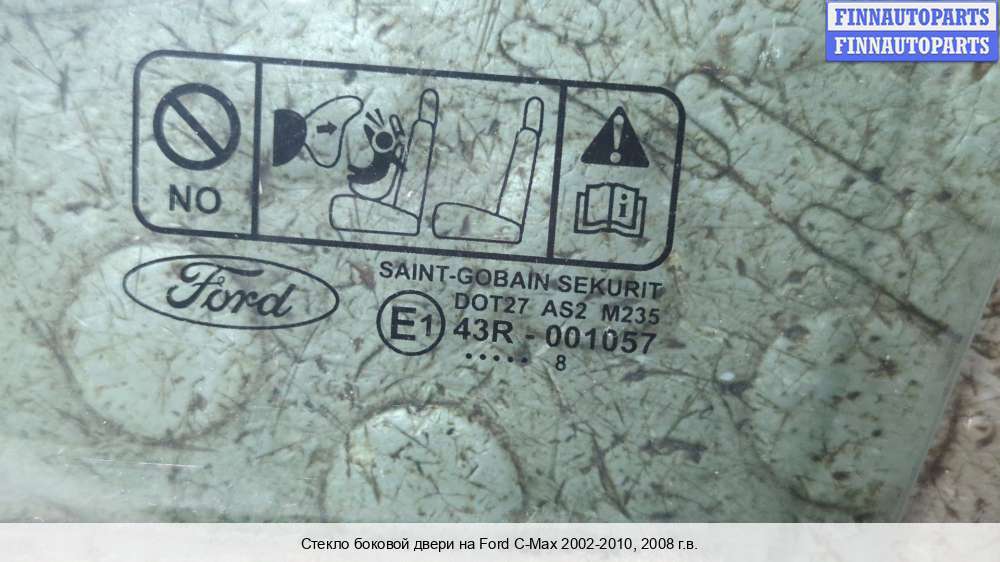 FINNAUTOPARTS
FINNAUTOPARTS
NO
i
Ford
SAINT-GOBAIN SEKURIT
DOT27 AS2 M235
E1 43R - 001057
..... 8
Стекло боковой двери на Ford C-Max 2002-2010, 2008 г.в.